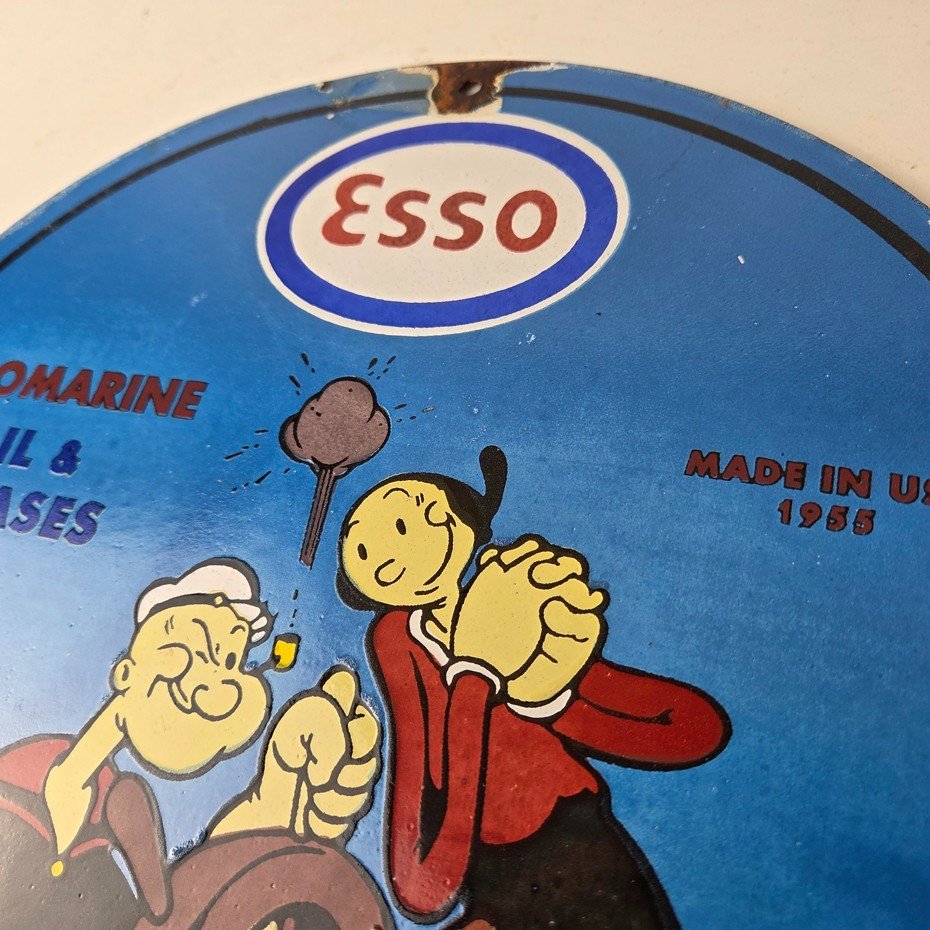 Esso
OMARINE
IL &
ASES
MADE IN US
1955